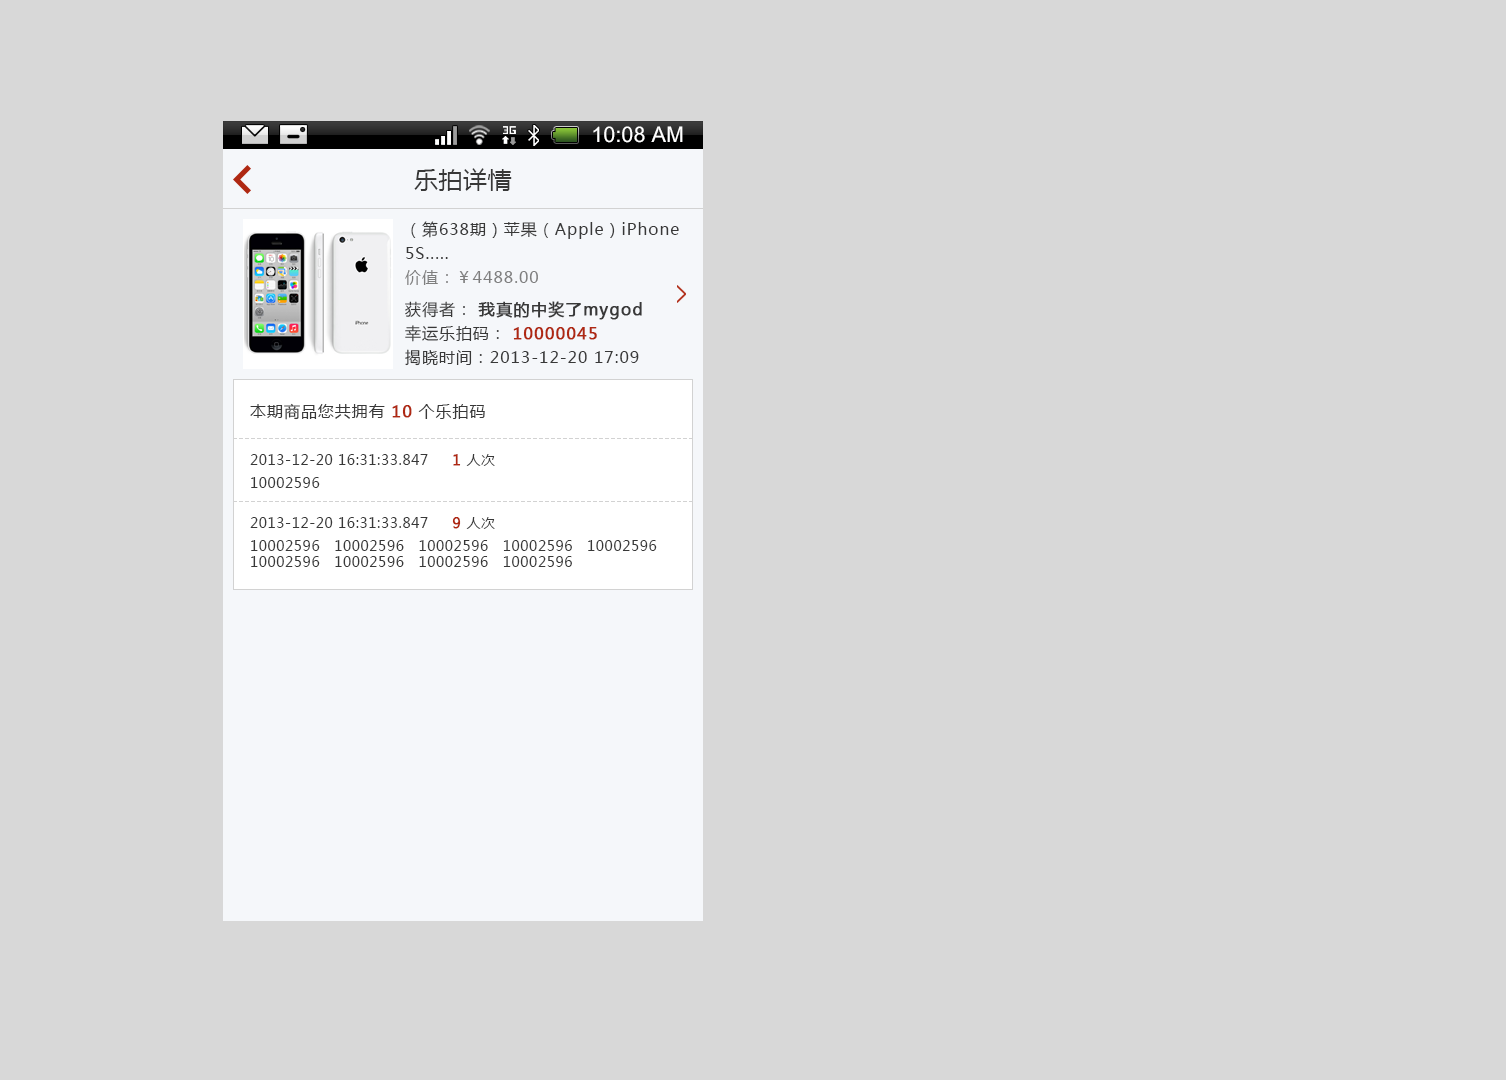 3G
10:08 AM
乐拍详情
（第638期）苹果（Apple）iPhone
5S.....
价值：￥4488.00
获得者： 我真的中奖了mygod
幸运乐拍码： 10000045
揭晓时间：2013-12-20 17:09
iPhone
本期商品您共拥有 10 个乐拍码
2013-12-20 16:31:33.847 1 人次
10002596
2013-12-20 16:31:33.847 9 人次
10002596 10002596 10002596 10002596 10002596
10002596 10002596 10002596 10002596